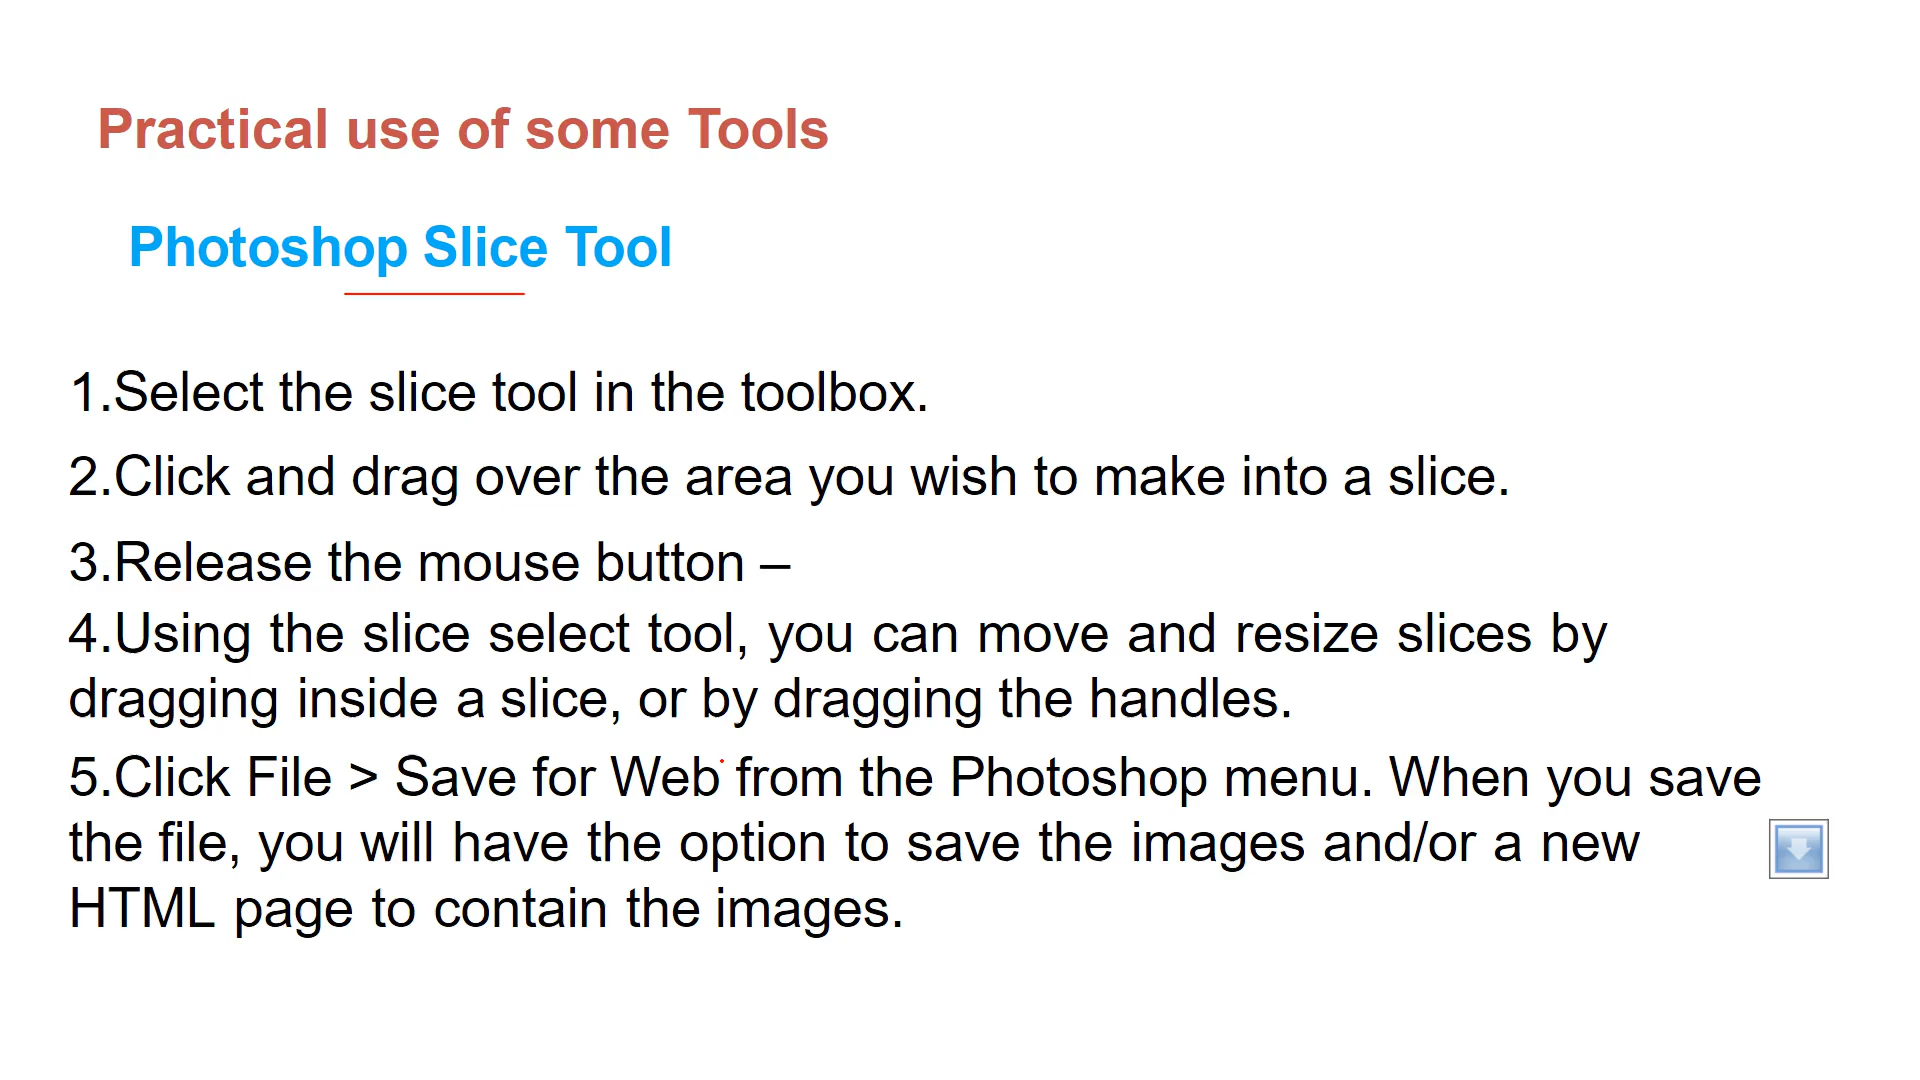 Practical use of some Tools
Photoshop Slice Tool
1.Select the slice tool in the toolbox.
2.Click and drag over the area you wish to make into a slice.
3.Release the mouse button –
4.Using the slice select tool, you can move and resize slices by
dragging inside a slice, or by dragging the handles.
5.Click File > Save for Web from the Photoshop menu. When you save
the file, you will have the option to save the images and/or a new
HTML page to contain the images.